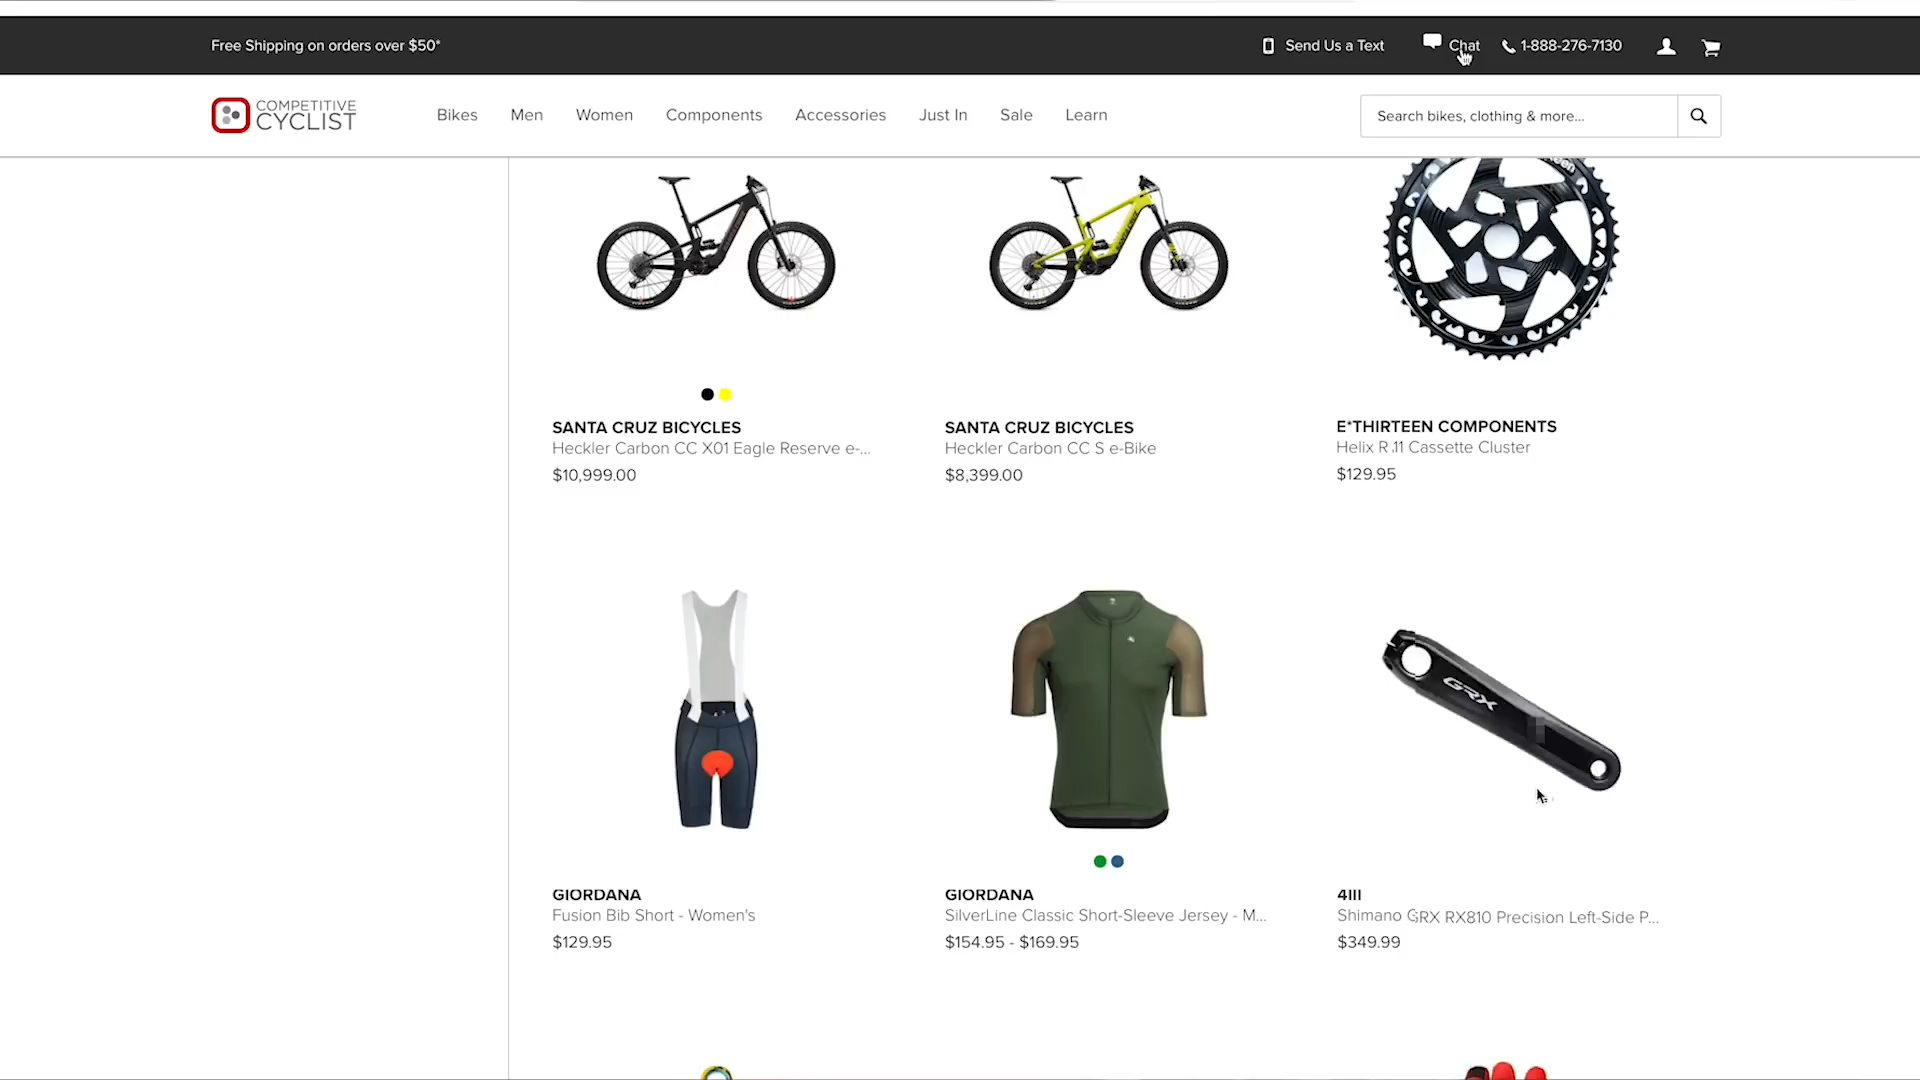 Free Shipping on orders over $50*
Send Us a Text
Chat
1-888-276-7130
COMPETITIVE
CYCLIST
Bikes
Men
Women
Components
Accessories
Just In
Sale
Learn
Search bikes, clothing & more...
SANTA CRUZ BICYCLES
Heckler Carbon CC X01 Eagle Reserve e-...
$10,999.00
SANTA CRUZ BICYCLES
Heckler Carbon CC S e-Bike
$8,399.00
E*THIRTEEN COMPONENTS
Helix R 11 Cassette Cluster
$129.95
GRX
GIORDANA
Fusion Bib Short - Women's
$129.95
GIORDANA
SilverLine Classic Short-Sleeve Jersey - M...
$154.95 - $169.95
4III
Shimano GRX RX810 Precision Left-Side P...
$349.99